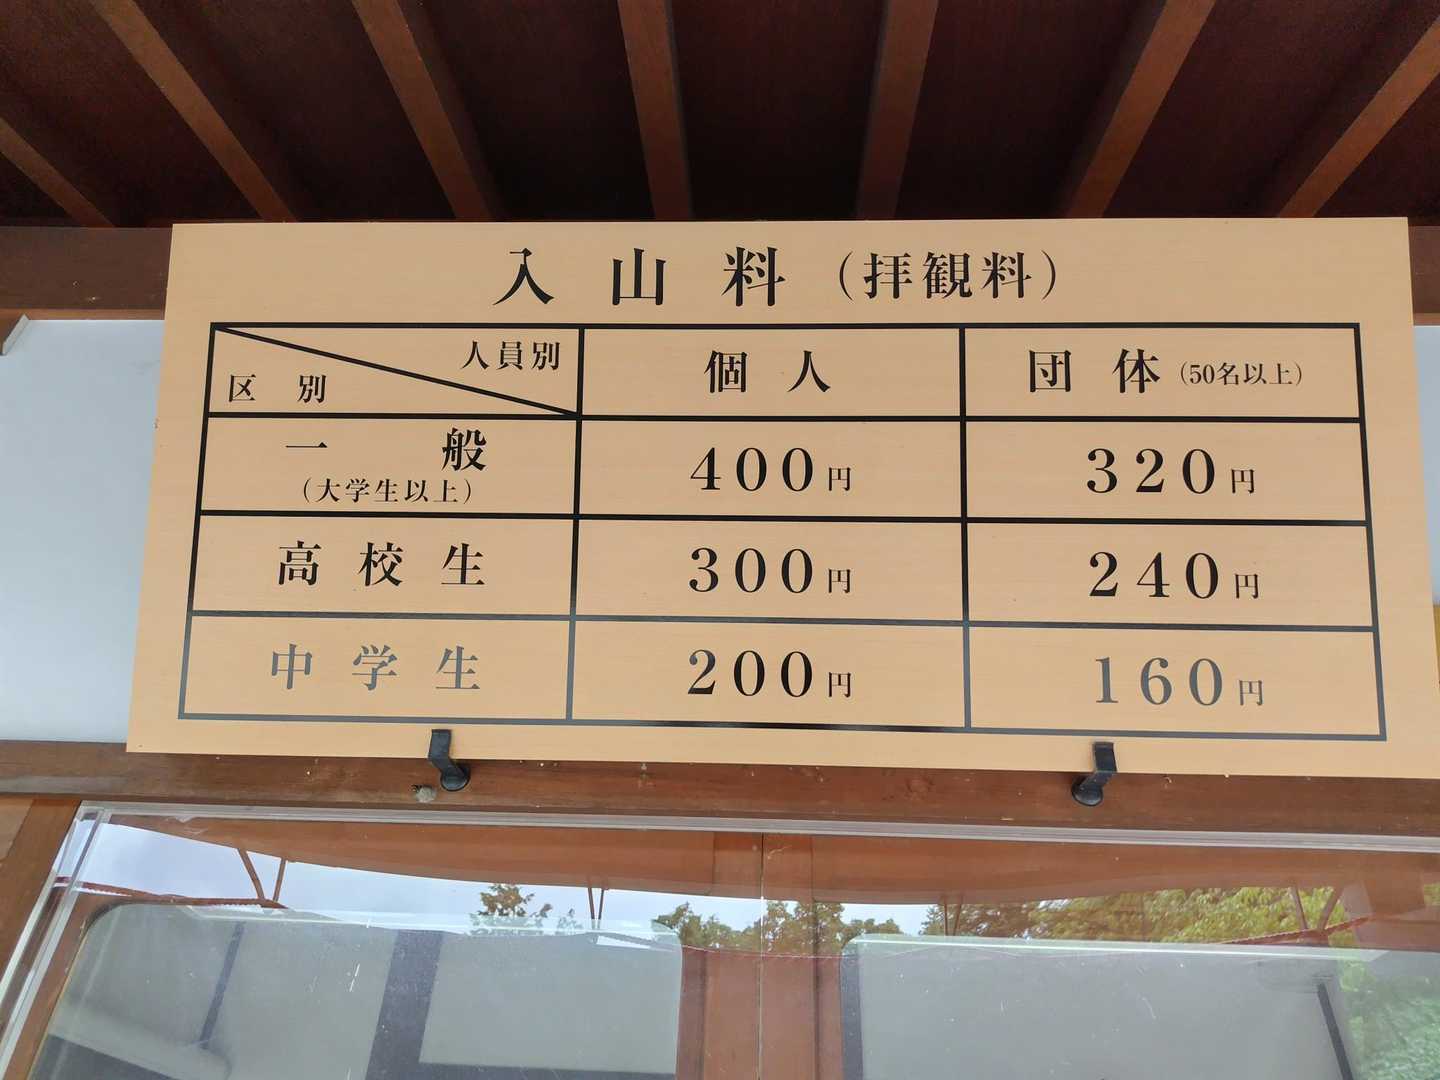 入山料（拝観料）
人員別
区別
個人
団体（50名以上）
一般
（大学生以上）
400円
320円
高校生
300円
240円
中学生
200円
160円